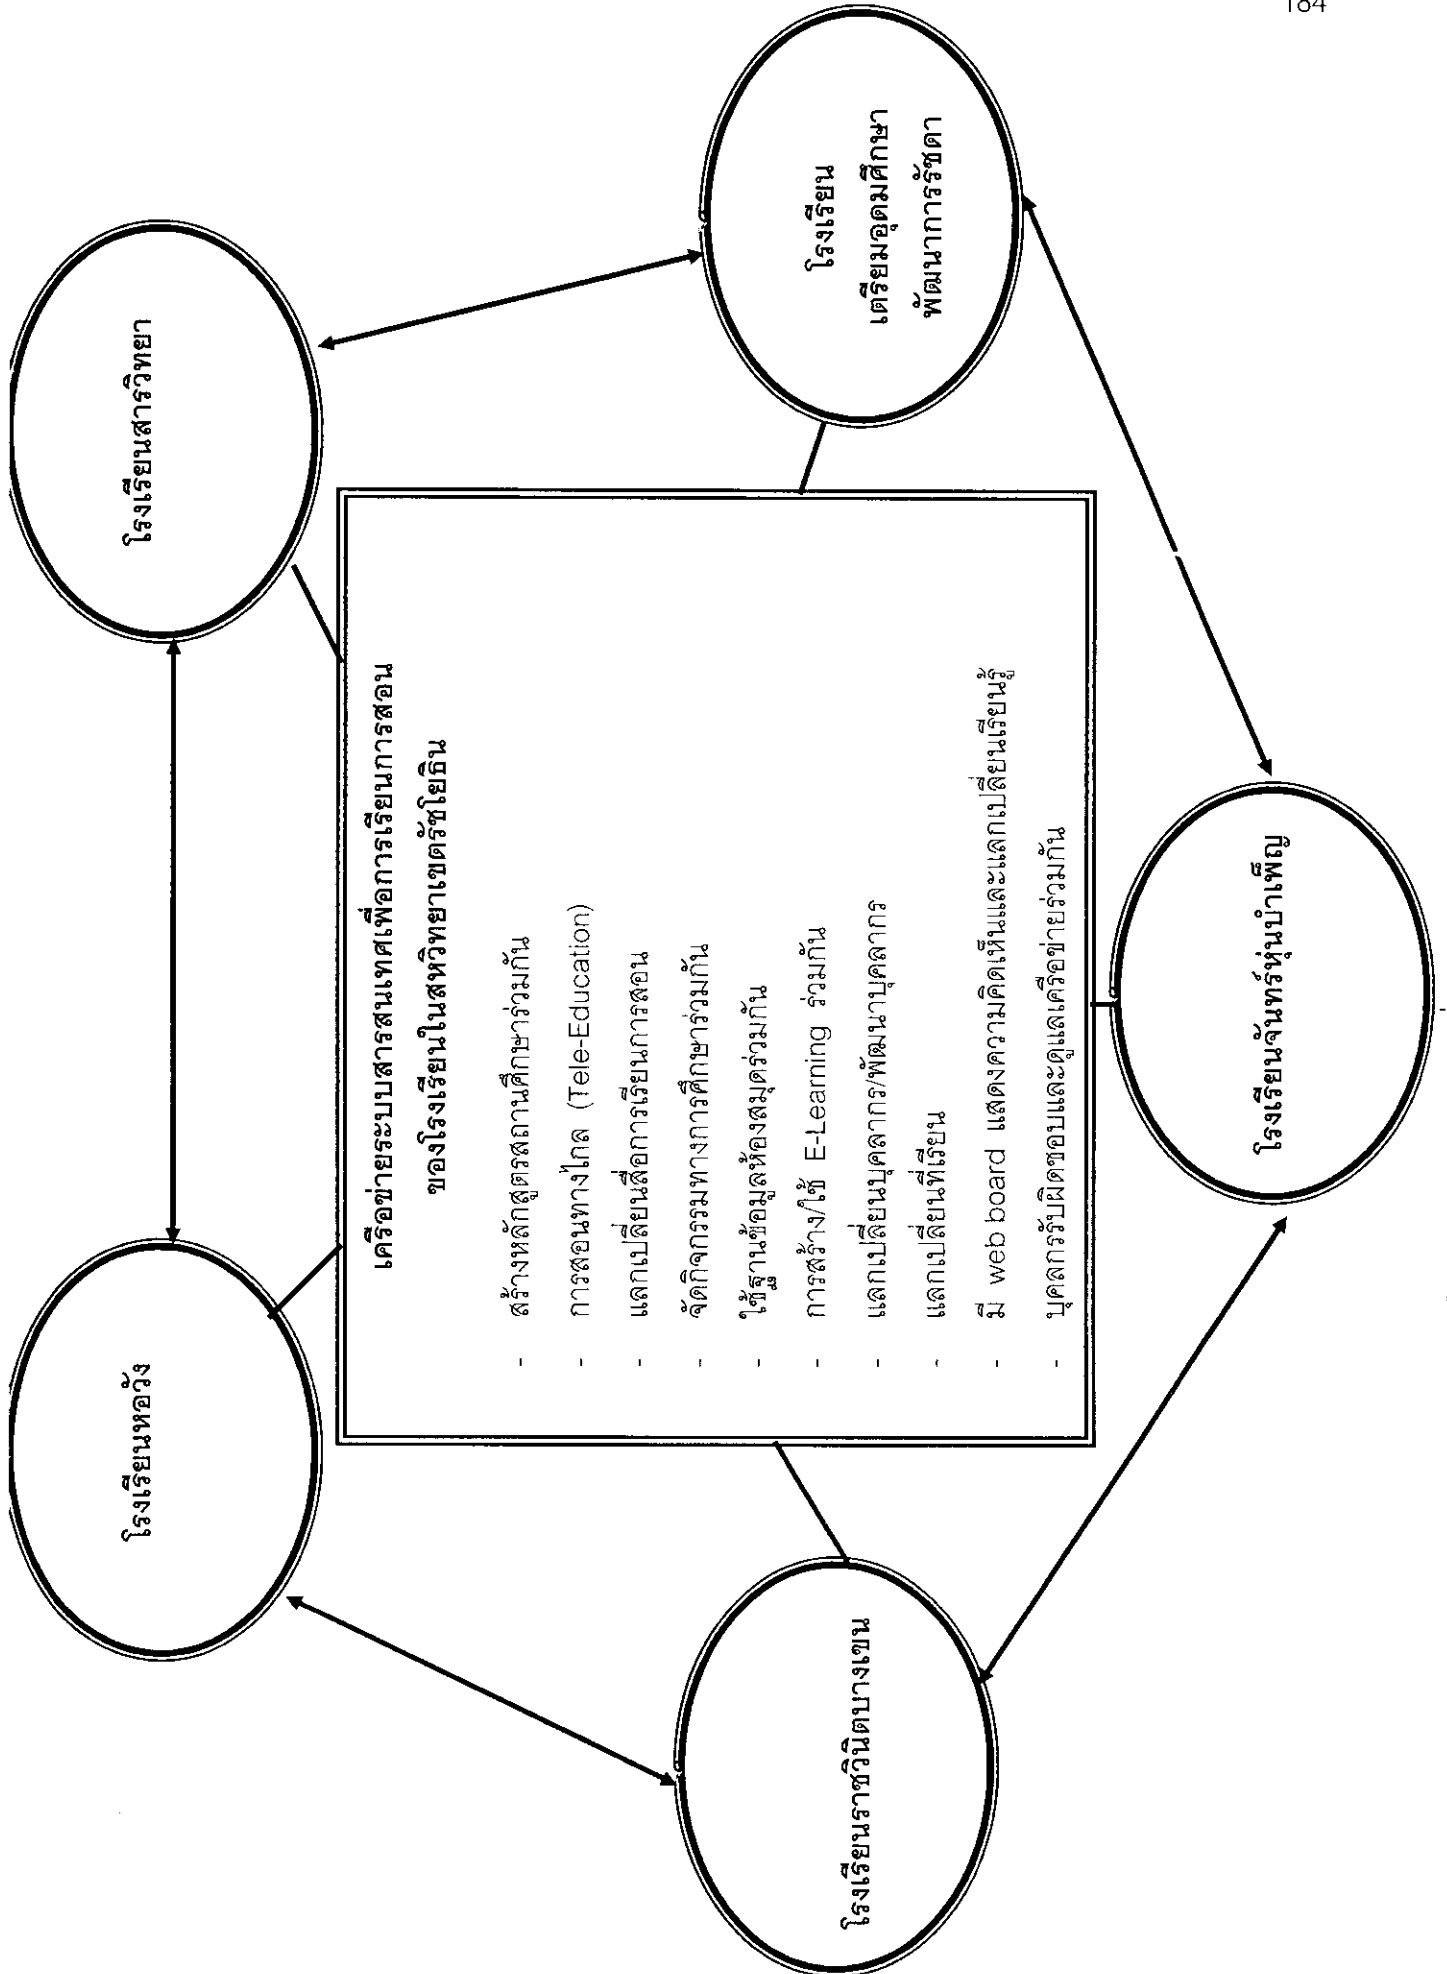 184
โรงเรียนหอวัง
โรงเรียนสารวิทยา
เครือข่ายระบบสารสนเทศเพื่อการเรียนการสอน
ของโรงเรียนในสหวิทยาเขตรัชโยธิน
- สร้างหลักสูตรสถานศึกษาร่วมกัน
- การสอนทางไกล (Tele-Education)
- แลกเปลี่ยนสื่อการเรียนการสอน
- จัดกิจกรรมทางการศึกษาร่วมกัน
- ใช้ฐานข้อมูลห้องสมุดร่วมกัน
- การสร้าง/ใช้ E-Learning ร่วมกัน
- แลกเปลี่ยนบุคลากร/พัฒนาบุคลากร
- แลกเปลี่ยนที่เรียน
- มี web board แสดงความคิดเห็นและแลกเปลี่ยนเรียนรู้
- บุคลกรรับผิดชอบและดูแลเครือข่ายร่วมกัน
โรงเรียนราชวินิตบางเขน
โรงเรียน
เตรียมอุดมศึกษา
พัฒนาการรัชดา
โรงเรียนจันทร์หุ่นบำเพ็ญ